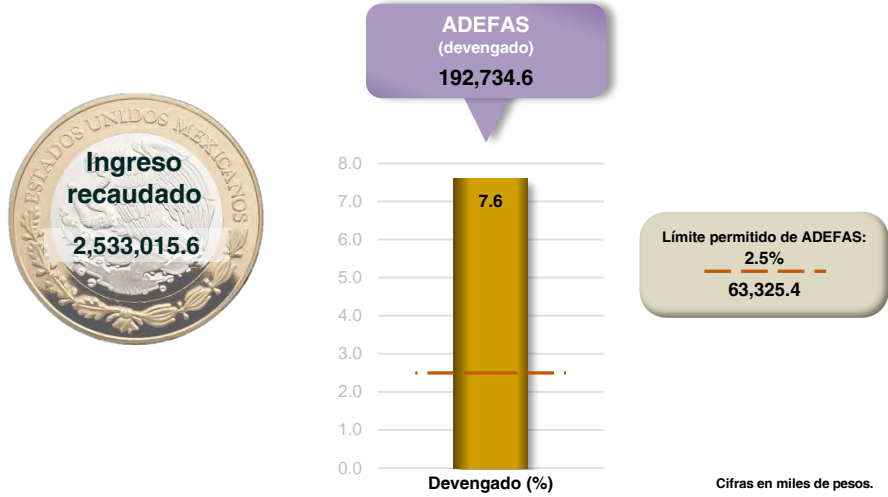 ADEFAS
(devengado)
192,734.6
ESTADOS UNIDOS MEXICANOS
Ingreso
recaudado
2,533,015.6
8.0
7.0
6.0
5.0
4.0
3.0
2.0
1.0
0.0
7.6
Devengado (%)
Límite permitido de ADEFAS:
2.5%
63,325.4
Cifras en miles de pesos.